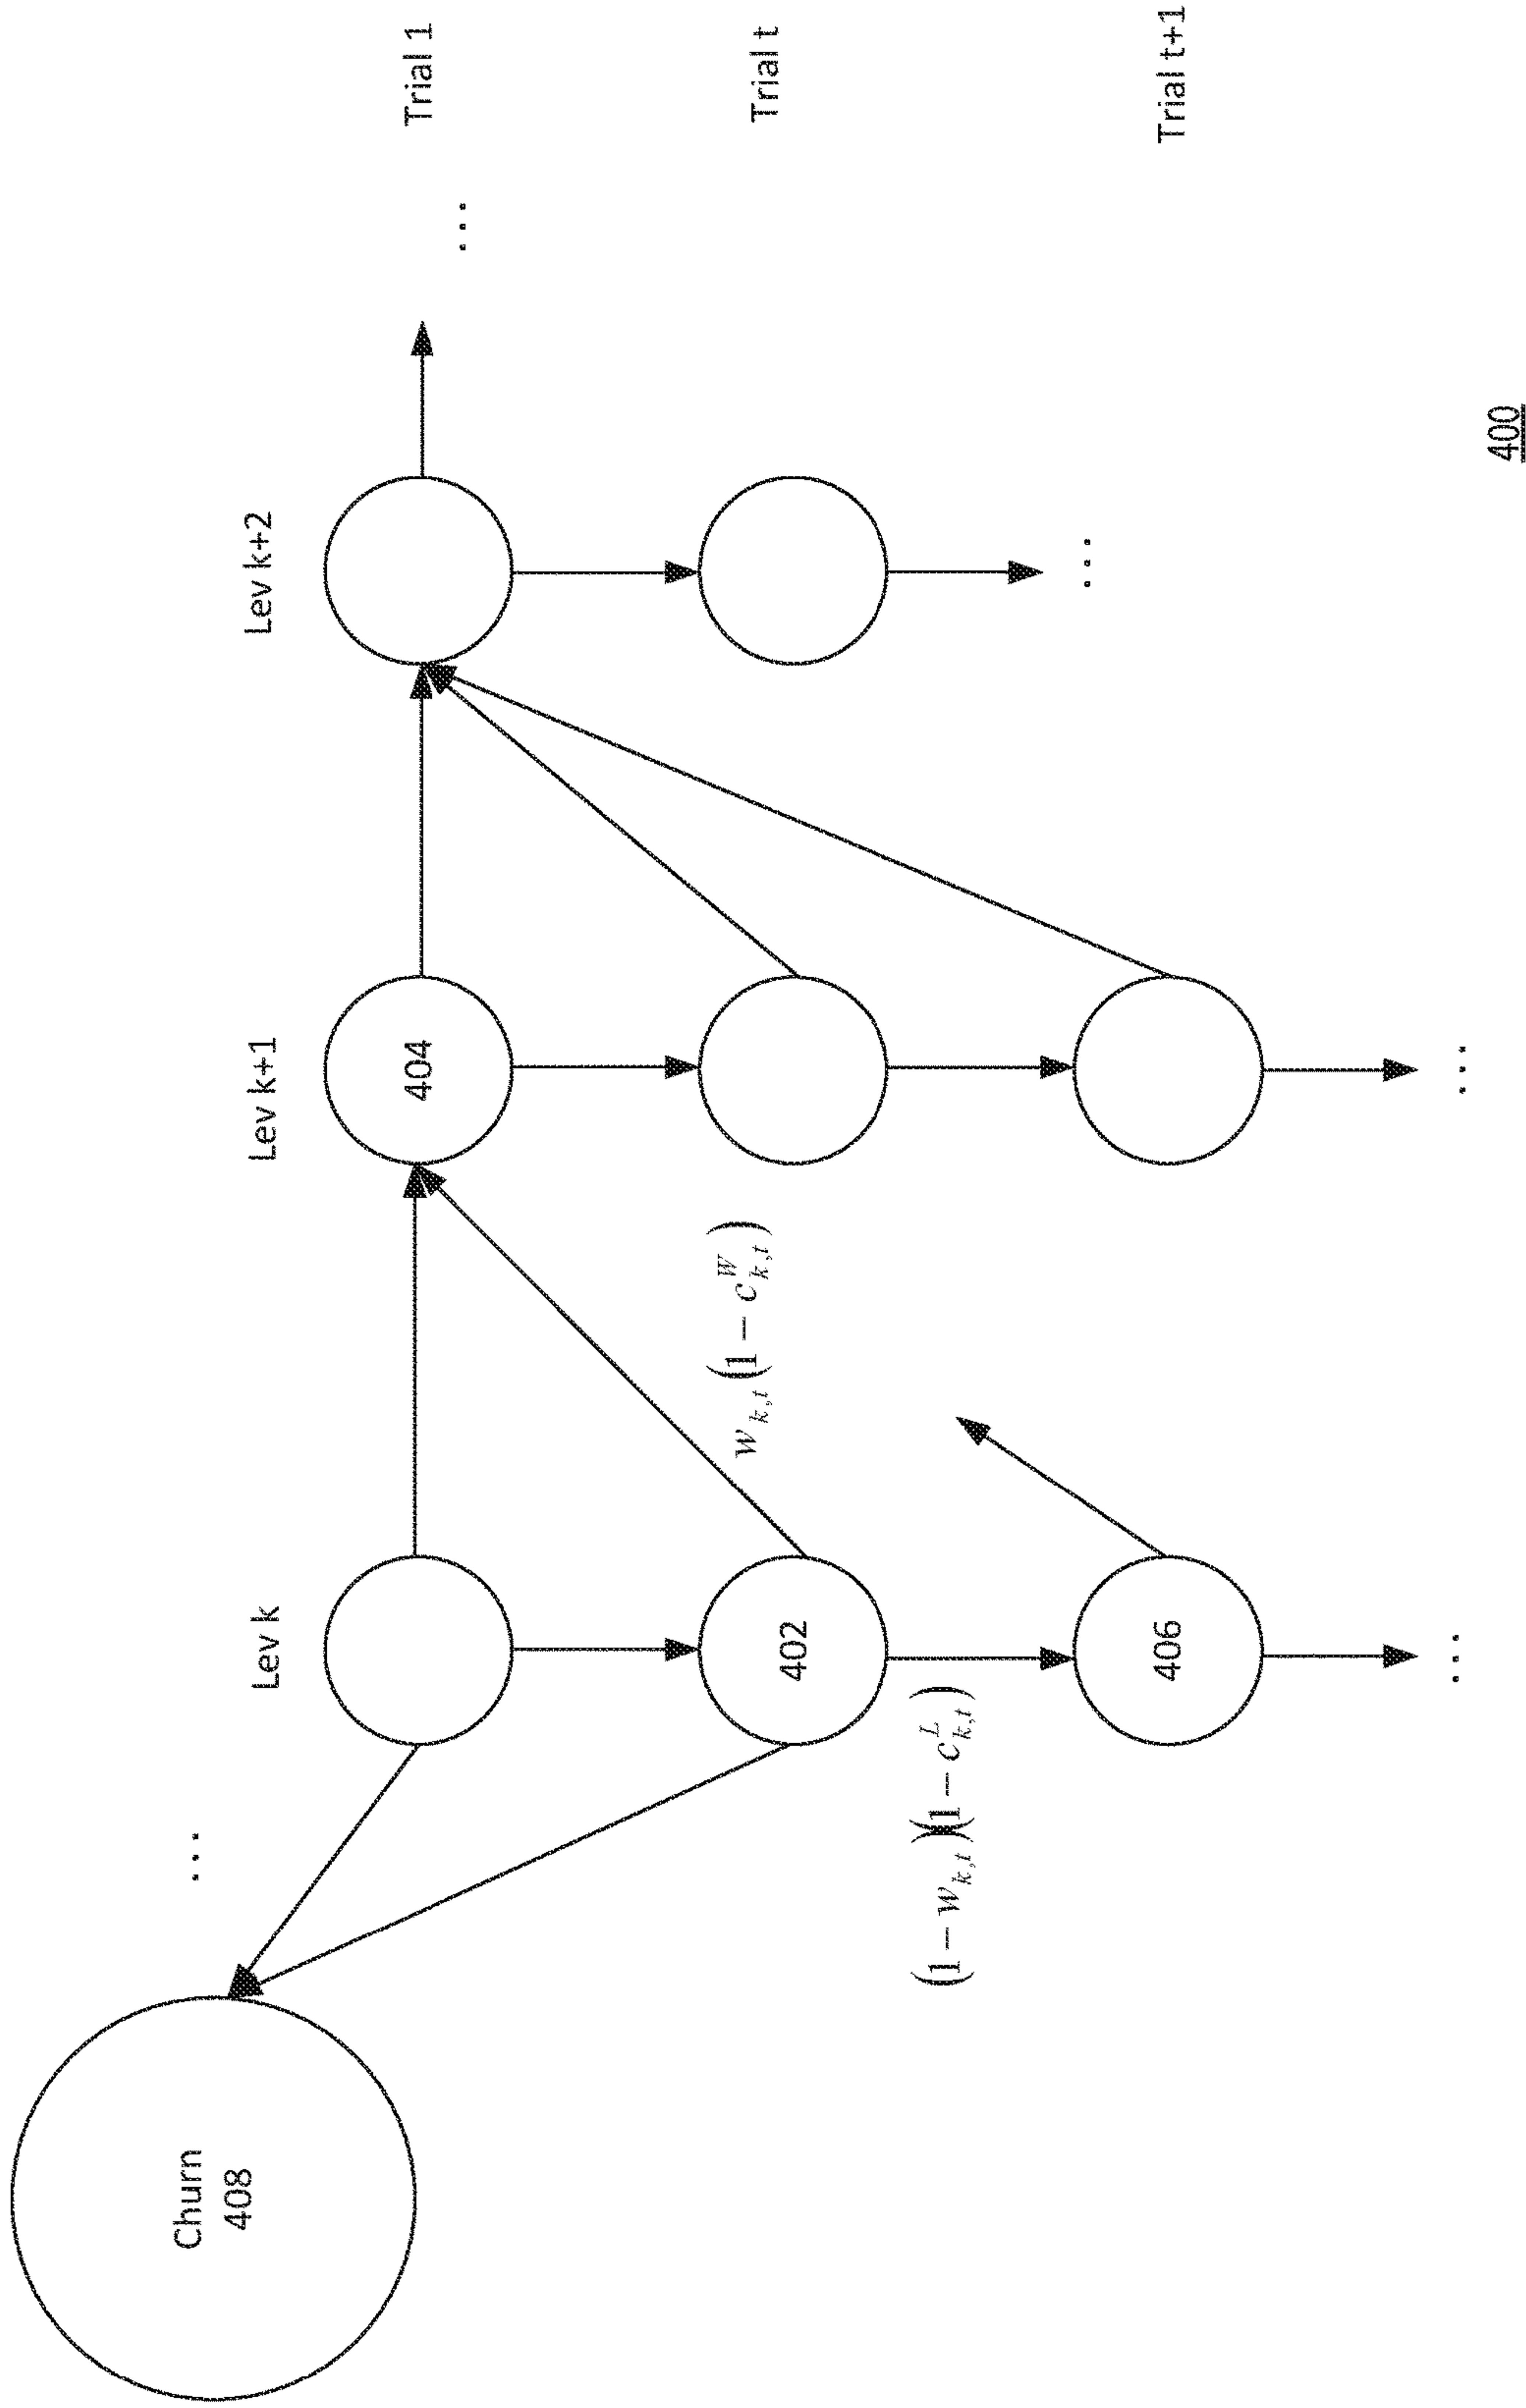 Churn
408
...
Lev k
Lev k+1
Lev k+2
404
...
Trial 1
402
w_{k,t}(1 − c^W_{k,t})
Trial t
(1 − w_{k,t})(1 − c^L_{k,t})
...
406
Trial t+1
...
...
400